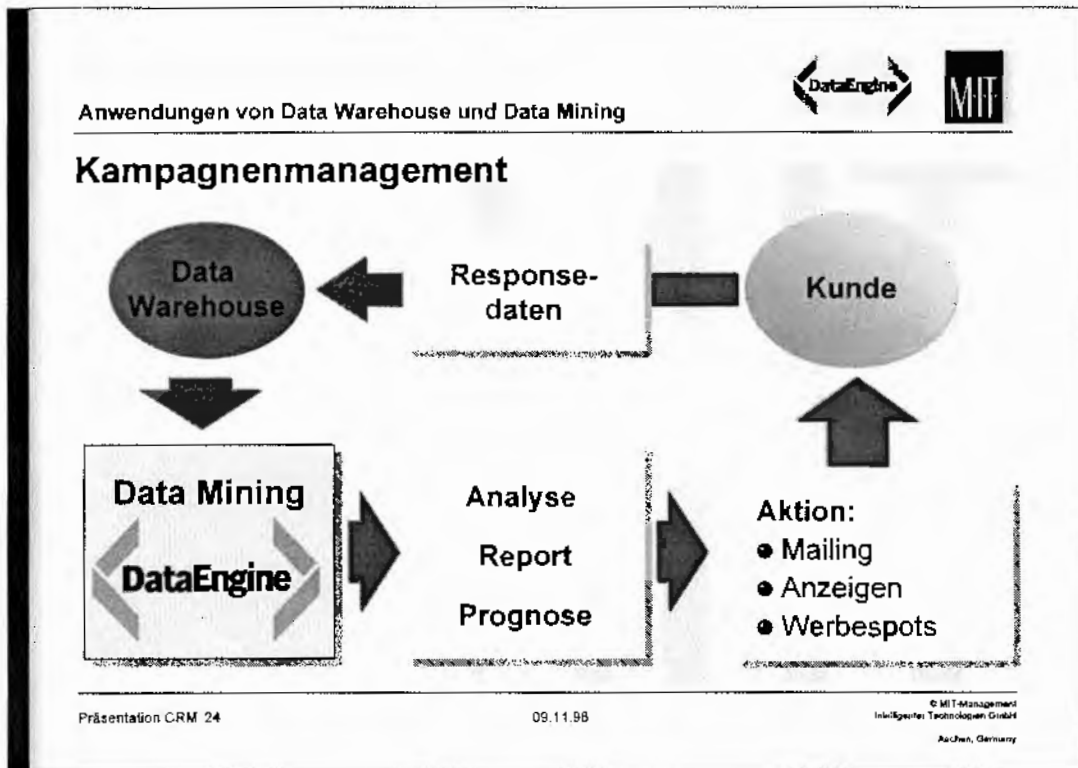 DataEngine
MIT
Anwendungen von Data Warehouse und Data Mining
Kampagnenmanagement
Data
Warehouse
Response-
daten
Kunde
Data Mining
DataEngine
Analyse
Report
Prognose
Aktion:
• Mailing
• Anzeigen
• Werbespots
Präsentation CRM 24
09.11.98
© MIT-Management
Intelligenter Technologien GmbH
Aachen, Germany